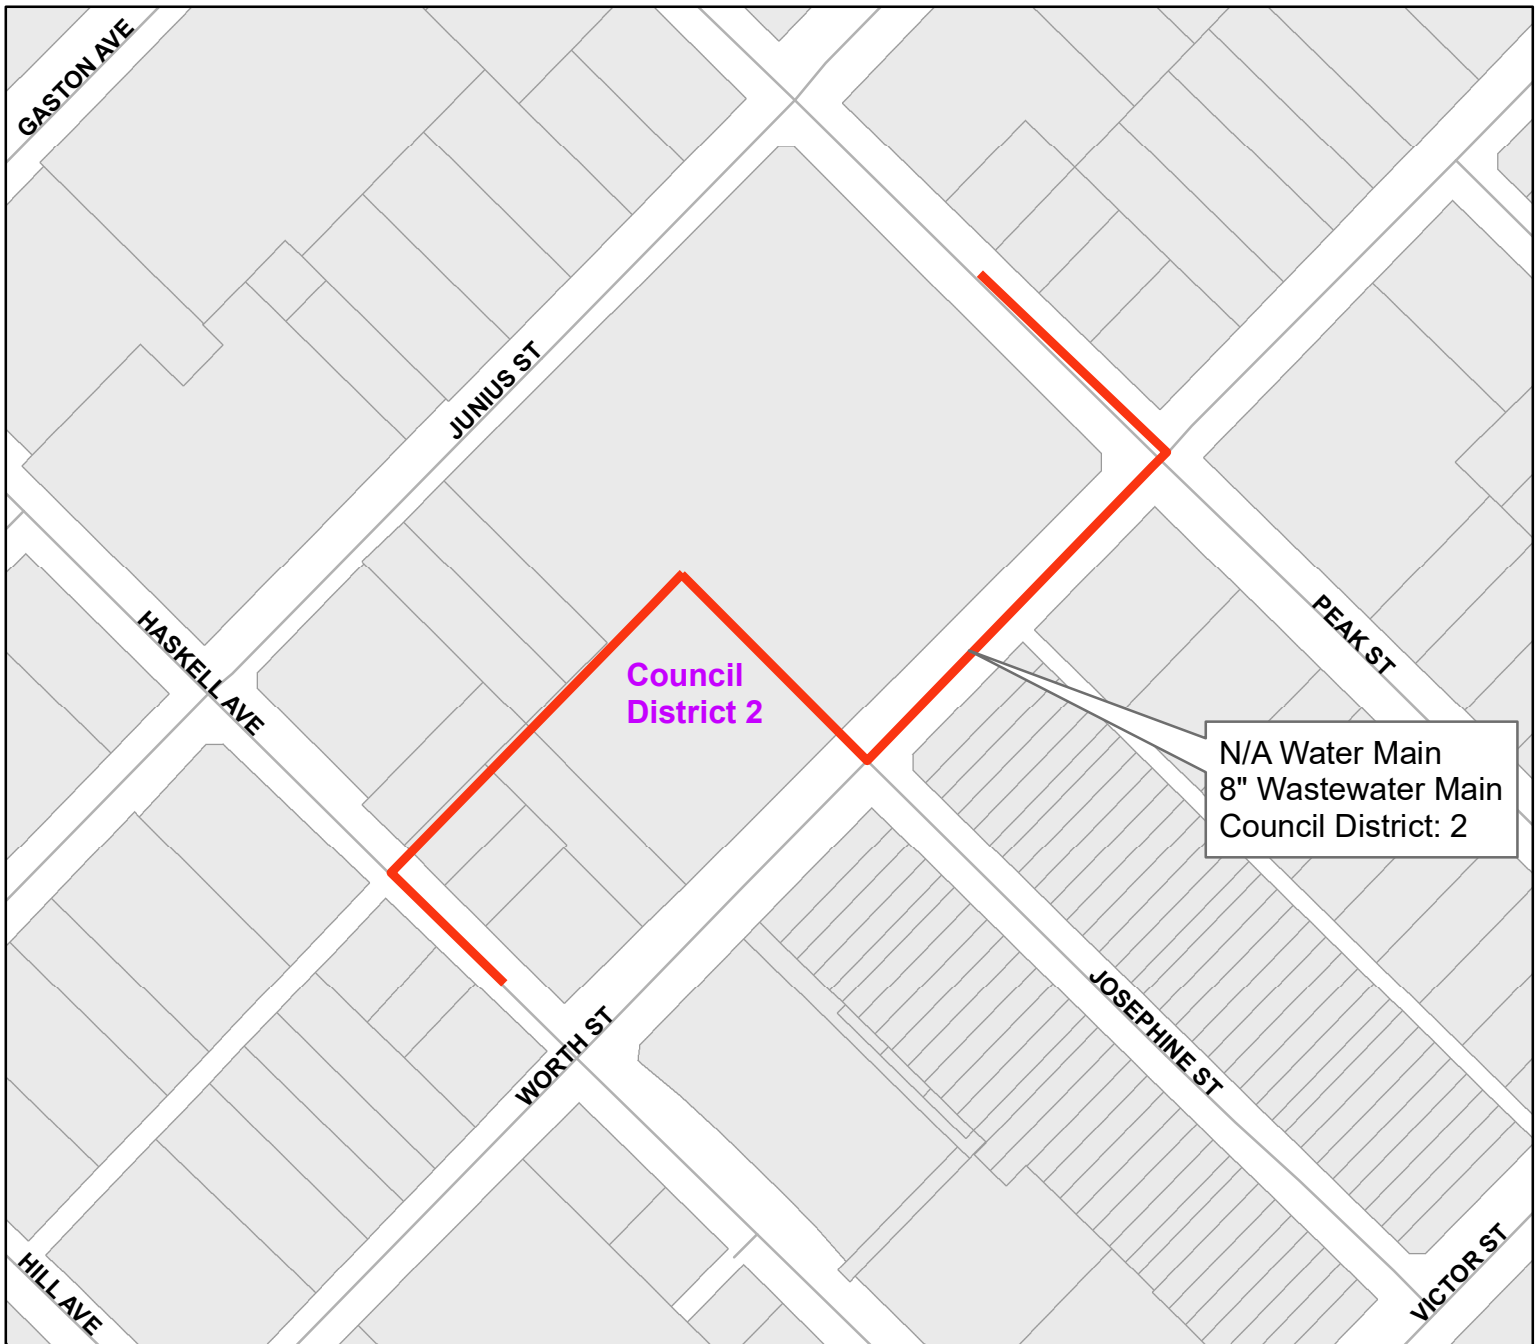 GASTON AVE
JUNIUS ST
HASKELL AVE
PEAK ST
Council
District 2
N/A Water Main
8" Wastewater Main
Council District: 2
JOSEPHINE ST
WORTH ST
HILL AVE
VICTOR ST